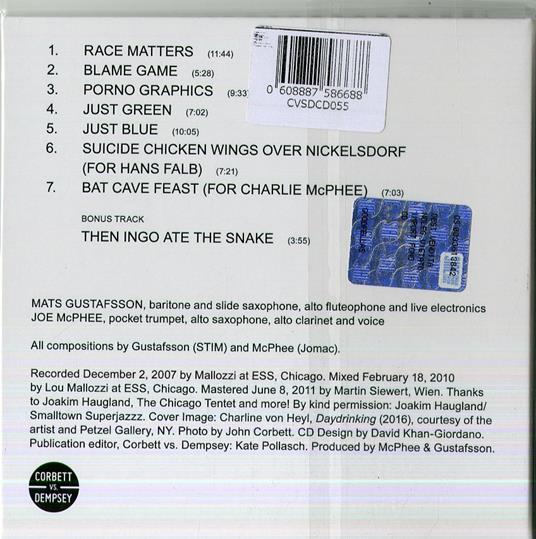 1. RACE MATTERS (11:44)
2. BLAME GAME (5:28)
3. PORNO GRAPHICS (9:33)
4. JUST GREEN (7:02)
5. JUST BLUE (10:05)
6. SUICIDE CHICKEN WINGS OVER NICKELSDORF
(FOR HANS FALB) (7:21)
7. BAT CAVE FEAST (FOR CHARLIE McPHEE) (7:03)
0 608887 586688
CVSDCD055
BONUS TRACK
THEN INGO ATE THE SNAKE (3:55)
MATS GUSTAFSSON, baritone and slide saxophone, alto fluteophone and live electronics
JOE McPHEE, pocket trumpet, alto saxophone, alto clarinet and voice
All compositions by Gustafsson (STIM) and McPhee (Jomac).
Recorded December 2, 2007 by Mallozzi at ESS, Chicago. Mixed February 18, 2010
by Lou Mallozzi at ESS, Chicago. Mastered June 8, 2011 by Martin Siewert, Wien. Thanks
to Joakim Haugland, The Chicago Tentet and more! By kind permission: Joakim Haugland/
Smalltown Superjazzz. Cover Image: Charline von Heyl, Daydrinking (2016), courtesy of the
artist and Petzel Gallery, NY. Photo by John Corbett. CD Design by David Khan-Giordano.
Publication editor, Corbett vs. Dempsey: Kate Pollasch. Produced by McPhee & Gustafsson.
CORBETT
VS.
DEMPSEY